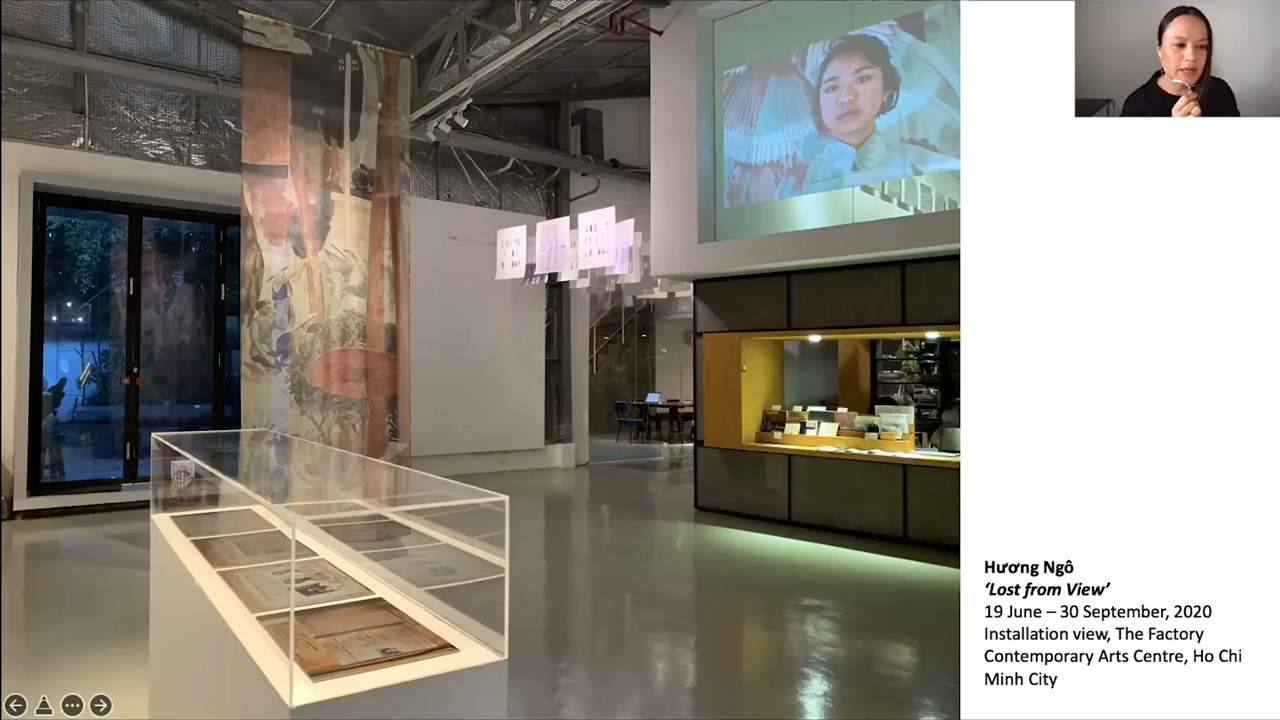 Hương Ngô
‘Lost from View’
19 June – 30 September, 2020
Installation view, The Factory
Contemporary Arts Centre, Ho Chi
Minh City